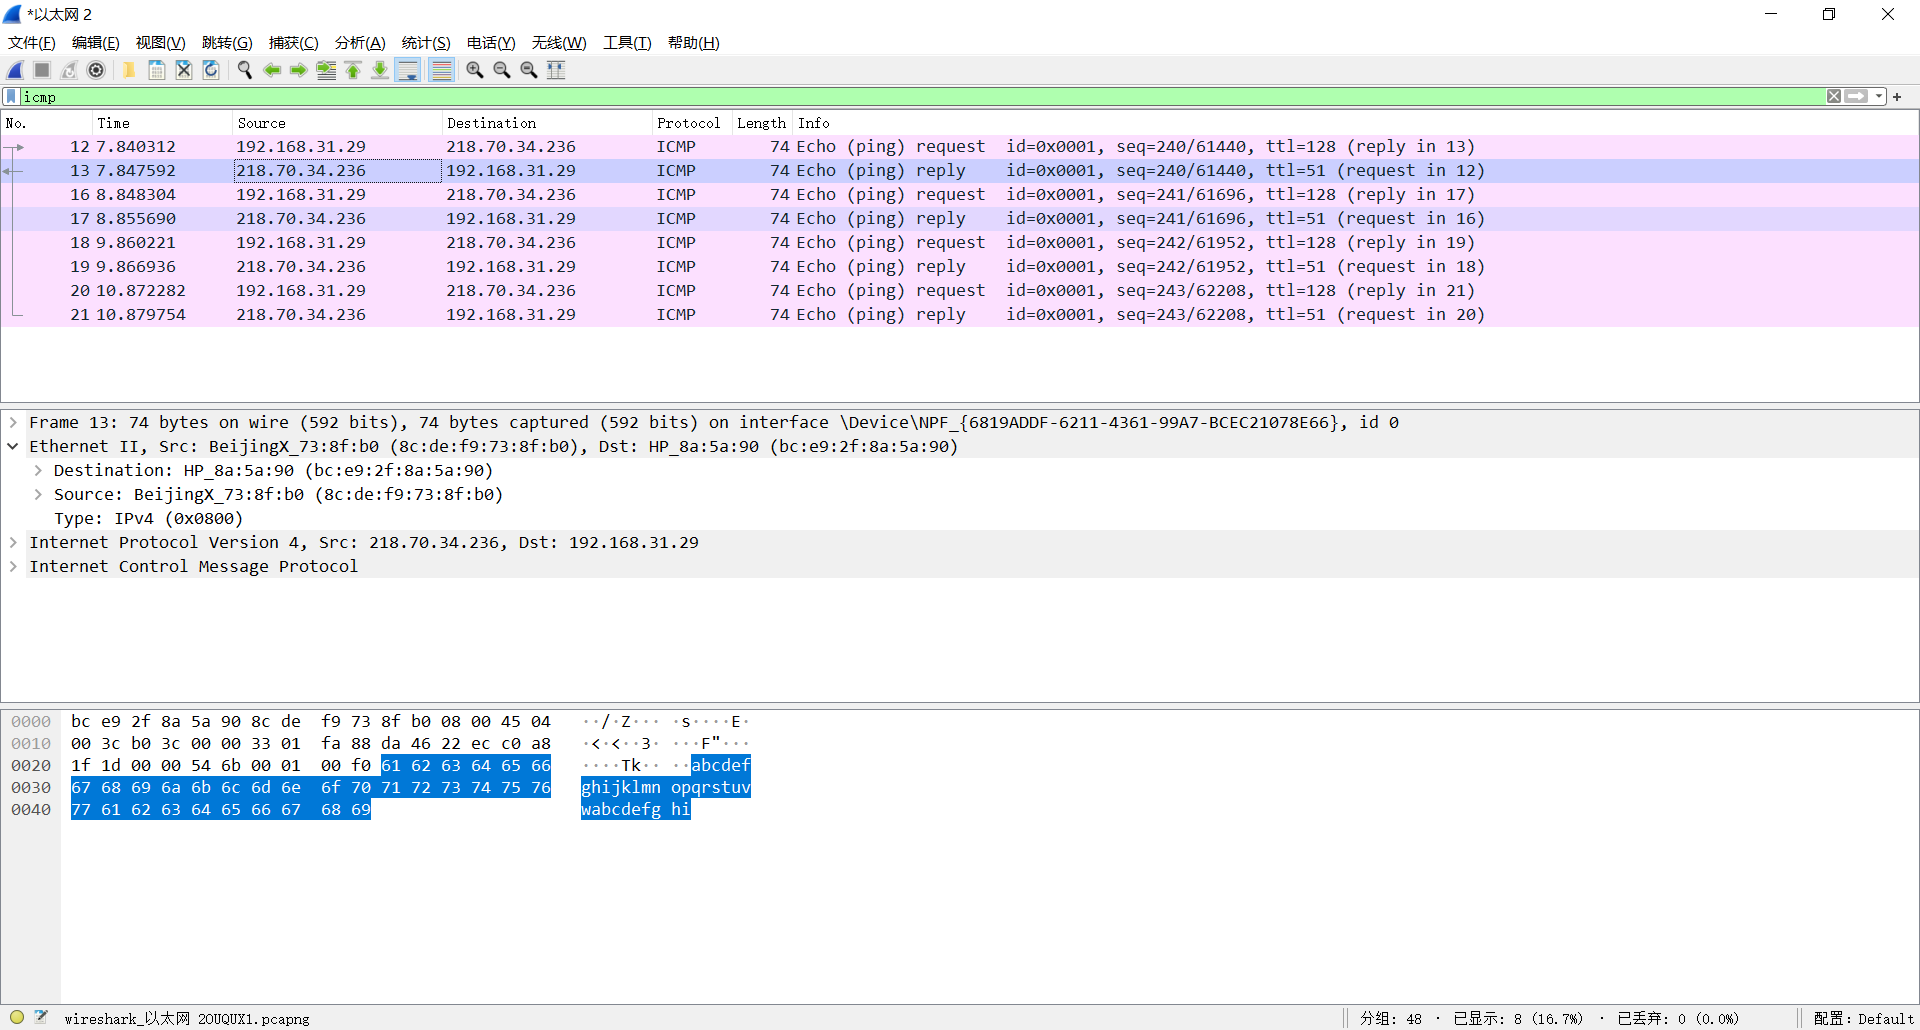 *以太网 2
文件(F) 编辑(E) 视图(V) 跳转(G) 捕获(C) 分析(A) 统计(S) 电话(Y) 无线(W) 工具(T) 帮助(H)
icmp
No. Time Source Destination Protocol Length Info
12 7.840312 192.168.31.29 218.70.34.236 ICMP 74 Echo (ping) request id=0x0001, seq=240/61440, ttl=128 (reply in 13)
13 7.847592 218.70.34.236 192.168.31.29 ICMP 74 Echo (ping) reply id=0x0001, seq=240/61440, ttl=51 (request in 12)
16 8.848304 192.168.31.29 218.70.34.236 ICMP 74 Echo (ping) request id=0x0001, seq=241/61696, ttl=128 (reply in 17)
17 8.855690 218.70.34.236 192.168.31.29 ICMP 74 Echo (ping) reply id=0x0001, seq=241/61696, ttl=51 (request in 16)
18 9.860221 192.168.31.29 218.70.34.236 ICMP 74 Echo (ping) request id=0x0001, seq=242/61952, ttl=128 (reply in 19)
19 9.866936 218.70.34.236 192.168.31.29 ICMP 74 Echo (ping) reply id=0x0001, seq=242/61952, ttl=51 (request in 18)
20 10.872282 192.168.31.29 218.70.34.236 ICMP 74 Echo (ping) request id=0x0001, seq=243/62208, ttl=128 (reply in 21)
21 10.879754 218.70.34.236 192.168.31.29 ICMP 74 Echo (ping) reply id=0x0001, seq=243/62208, ttl=51 (request in 20)
Frame 13: 74 bytes on wire (592 bits), 74 bytes captured (592 bits) on interface \Device\NPF_{6819ADDF-6211-4361-99A7-BCEC21078E66}, id 0
Ethernet II, Src: BeijingX_73:8f:b0 (8c:de:f9:73:8f:b0), Dst: HP_8a:5a:90 (bc:e9:2f:8a:5a:90)
Destination: HP_8a:5a:90 (bc:e9:2f:8a:5a:90)
Source: BeijingX_73:8f:b0 (8c:de:f9:73:8f:b0)
Type: IPv4 (0x0800)
Internet Protocol Version 4, Src: 218.70.34.236, Dst: 192.168.31.29
Internet Control Message Protocol
0000 bc e9 2f 8a 5a 90 8c de f9 73 8f b0 08 00 45 04 ··/·Z··· ·s····E·
0010 00 3c b0 3c 00 00 33 01 fa 88 da 46 22 ec c0 a8 ·<·<··3· ···F"···
0020 1f 1d 00 00 54 6b 00 01 00 f0 61 62 63 64 65 66 ····Tk·· ··abcdef
0030 67 68 69 6a 6b 6c 6d 6e 6f 70 71 72 73 74 75 76 ghijklmn opqrstuv
0040 77 61 62 63 64 65 66 67 68 69 wabcdefg hi
wireshark_以太网 2OUQUX1.pcapng 分组: 48 · 已显示: 8 (16.7%) · 已丢弃: 0 (0.0%) 配置: Default